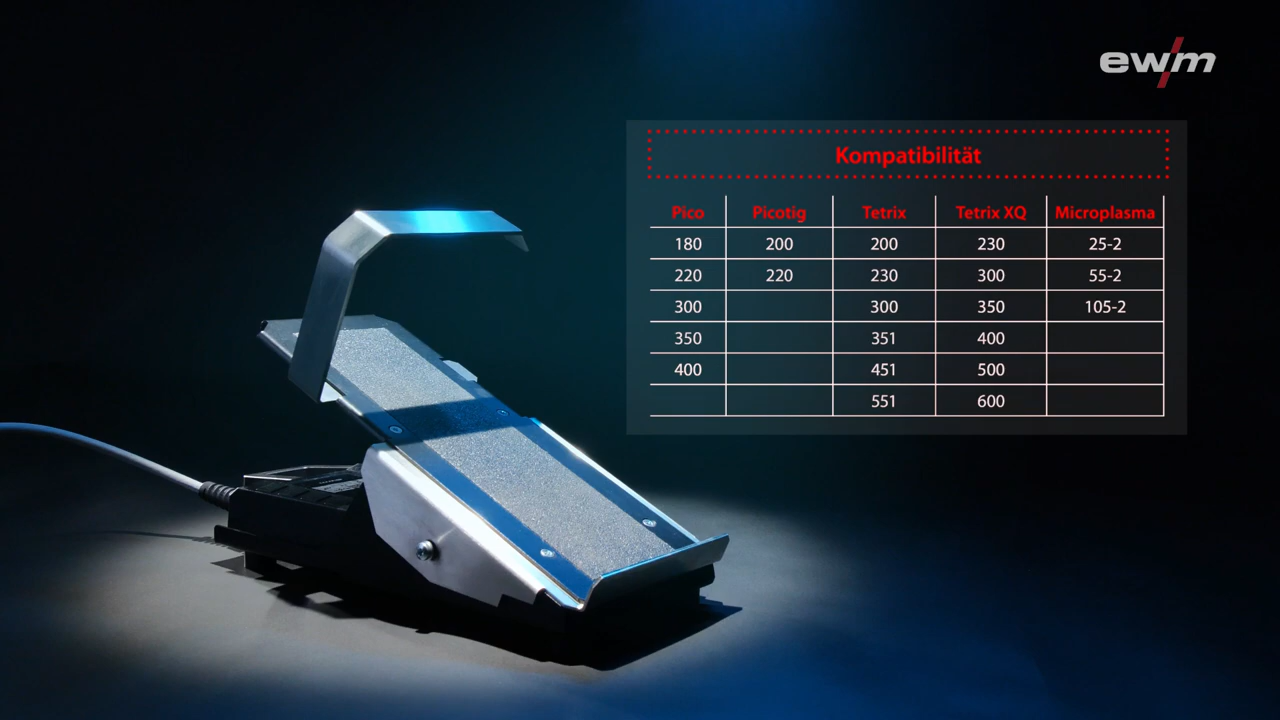 ewm
Kompatibilität
Pico Picotig Tetrix Tetrix XQ Microplasma
180 200 200 230 25-2
220 220 230 300 55-2
300 300 350 105-2
350 351 400
400 451 500
551 600